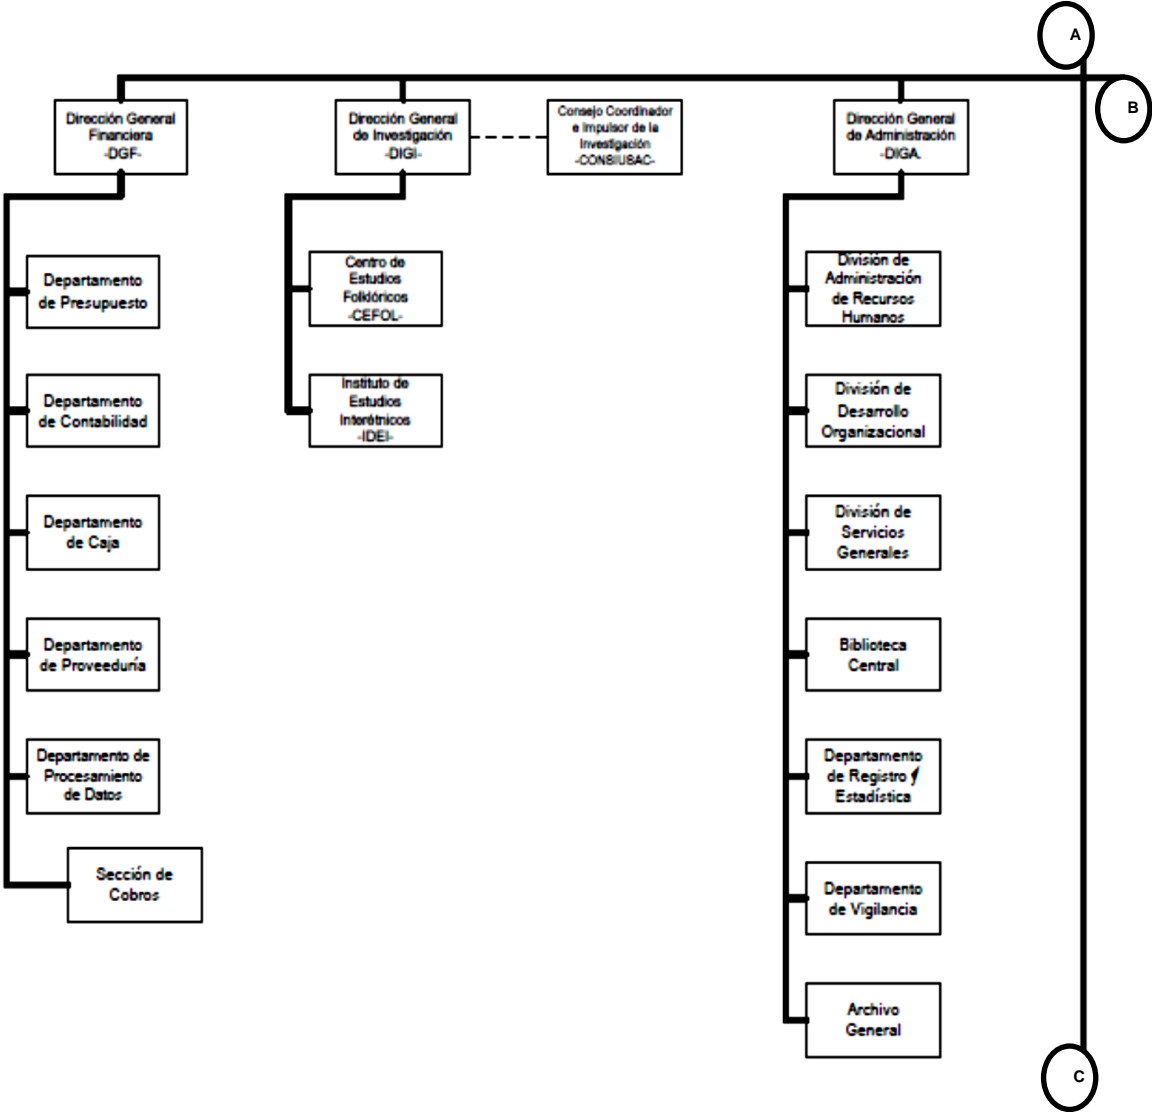 A
B
Dirección General
Financiera
-DGF-
Dirección General
de Investigación
-DIGI-
Consejo Coordinador
e Impulsor de la
Investigación
-CONSIUSAC-
Dirección General
de Administración
-DIGA.
Departamento
de Presupuesto
Centro de
Estudios
Folklóricos
-CEFOL-
División de
Administración
de Recursos
Humanos
Departamento
de Contabilidad
Instituto de
Estudios
Interétnicos
-IDEI-
División de
Desarrollo
Organizacional
Departamento
de Caja
División de
Servicios
Generales
Departamento
de Proveeduría
Biblioteca
Central
Departamento de
Procesamiento
de Datos
Departamento
de Registro y
Estadística
Sección de
Cobros
Departamento
de Vigilancia
Archivo
General
C